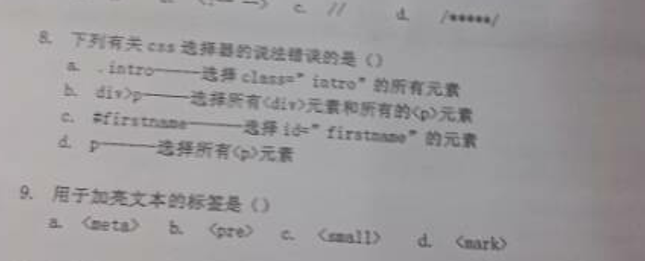 c. // d. /*****/
8. 下列有关 css 选择器的说法错误的是（）
a. .intro————选择 class=”intro”的所有元素
b. div>p————选择所有<div>元素和所有的<p>元素
c. #firstname————选择 id=”firstname”的元素
d. p————选择所有<p>元素
9. 用于加亮文本的标签是（）
a. <meta> b. <pre> c. <small> d. <mark>